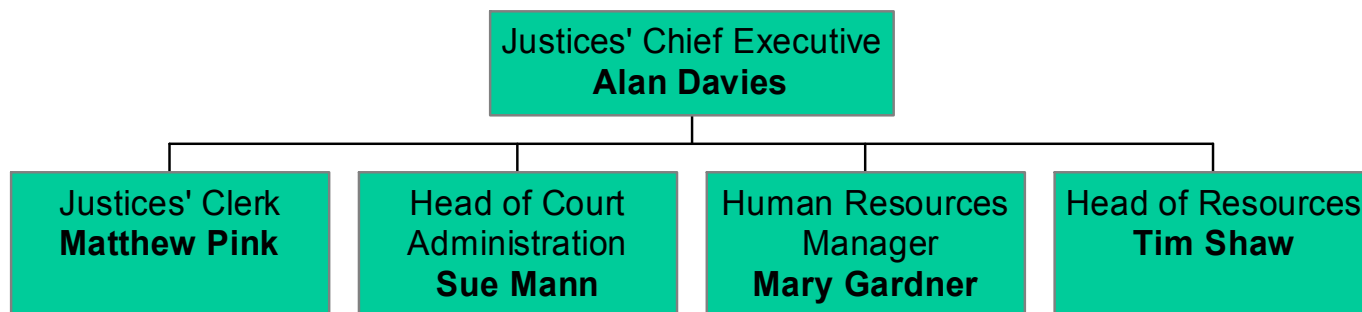 Justices' Chief Executive
Alan Davies
Justices' Clerk
Matthew Pink
Head of Court
Administration
Sue Mann
Human Resources
Manager
Mary Gardner
Head of Resources
Tim Shaw